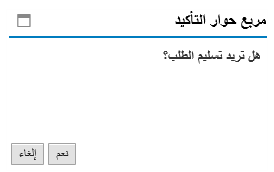 مربع حوار التأكيد
هل تريد تسليم الطلب؟
نعم
إلغاء